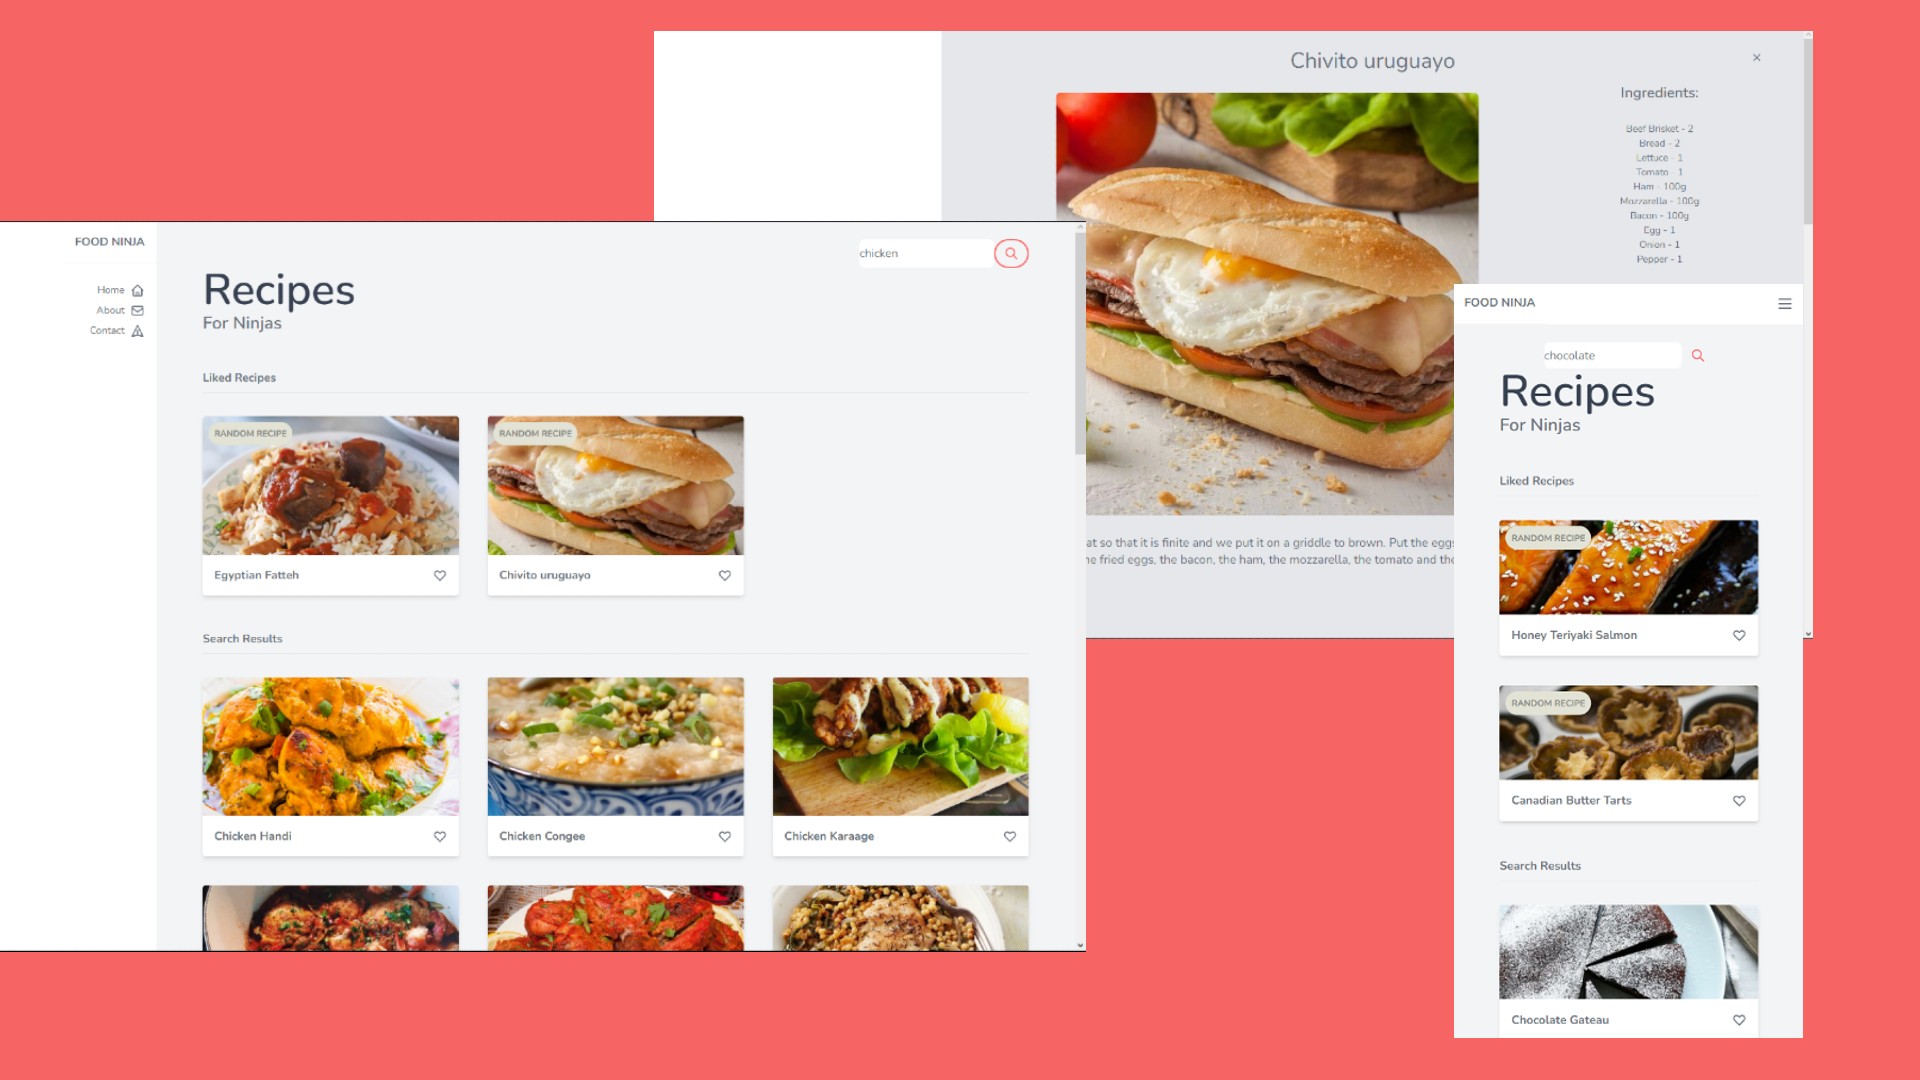 Chivito uruguayo
Ingredients:
Beef Brisket - 2
Bread - 2
Lettuce - 1
Tomato - 1
Ham - 100g
Mozzarella - 100g
Bacon - 100g
Egg - 1
Onion - 1
Pepper - 1
at so that it is finite and we put it on a griddle to brown. Put the eggs
fried eggs, the bacon, the ham, the mozzarella, the tomato and the
FOOD NINJA
Home
About
Contact
chicken
Recipes
For Ninjas
Liked Recipes
RANDOM RECIPE
RANDOM RECIPE
Egyptian Fatteh
Chivito uruguayo
Search Results
Chicken Handi
Chicken Congee
Chicken Karaage
FOOD NINJA
chocolate
Recipes
For Ninjas
Liked Recipes
RANDOM RECIPE
Honey Teriyaki Salmon
RANDOM RECIPE
Canadian Butter Tarts
Search Results
Chocolate Gateau